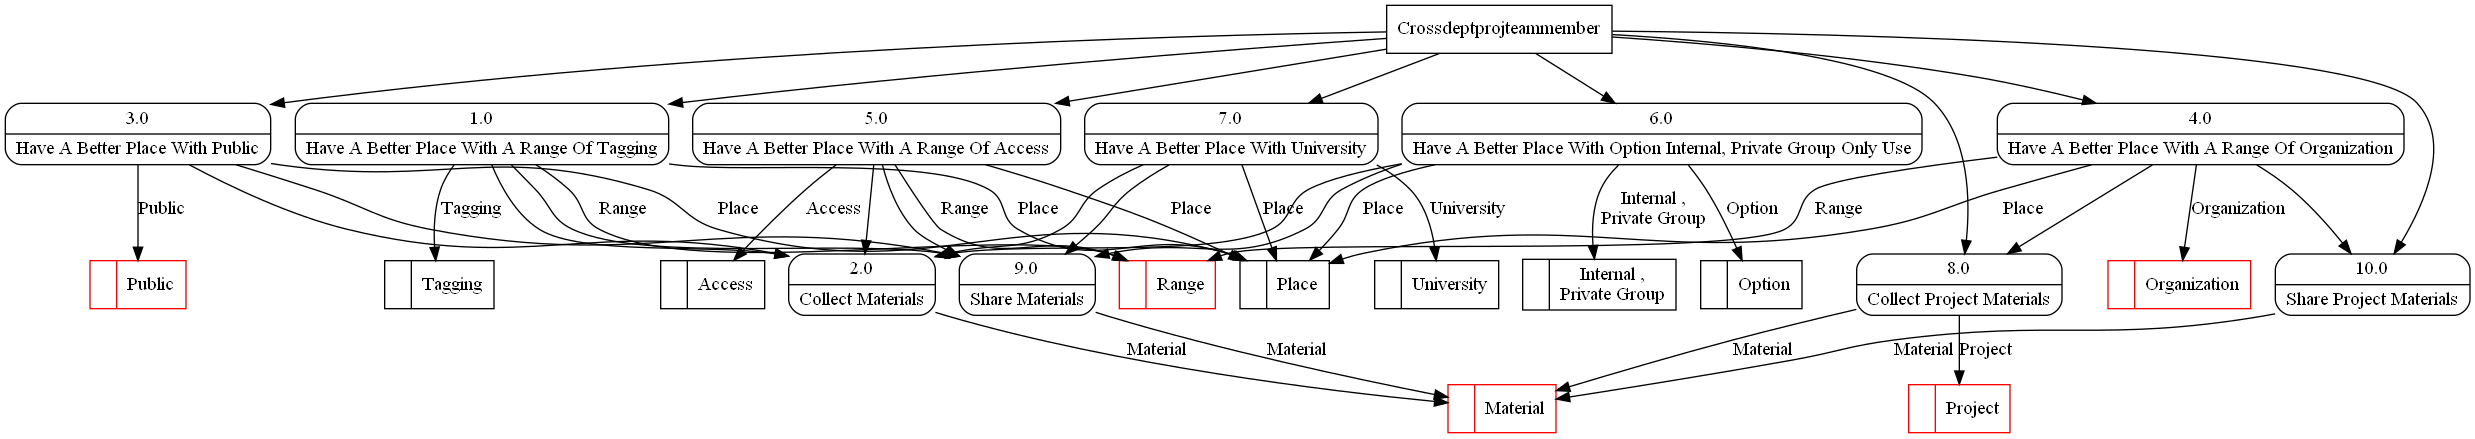 Crossdeptprojteammember
3.0
Have A Better Place With Public
1.0
Have A Better Place With A Range Of Tagging
5.0
Have A Better Place With A Range Of Access
7.0
Have A Better Place With University
6.0
Have A Better Place With Option Internal, Private Group Only Use
4.0
Have A Better Place With A Range Of Organization
Public
Tagging
Range
Place
Access
Range
Place
Place
Place
Place
University
Internal ,
Private Group
Option
Range
Place
Organization
Public
Tagging
Access
2.0
Collect Materials
9.0
Share Materials
Range
Place
University
Internal ,
Private Group
Option
8.0
Collect Project Materials
Organization
10.0
Share Project Materials
Material
Material
Material
Material
Project
Material
Project